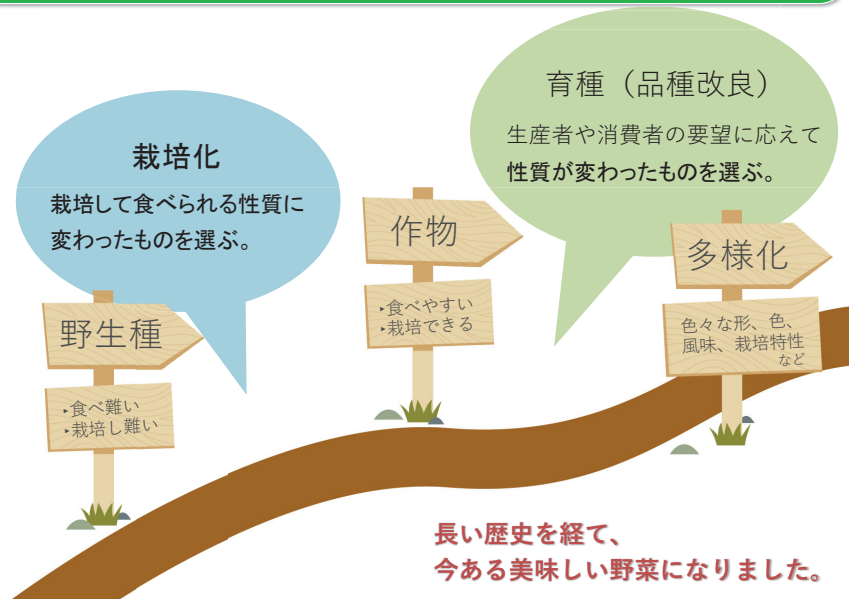 育種（品種改良）
生産者や消費者の要望に応えて
性質が変わったものを選ぶ。
栽培化
栽培して食べられる性質に
変わったものを選ぶ。
野生種
▸食べ難い
▸栽培し難い
作物
▸食べやすい
▸栽培できる
多様化
色々な形、色、
風味、栽培特性
など
長い歴史を経て、
今ある美味しい野菜になりました。